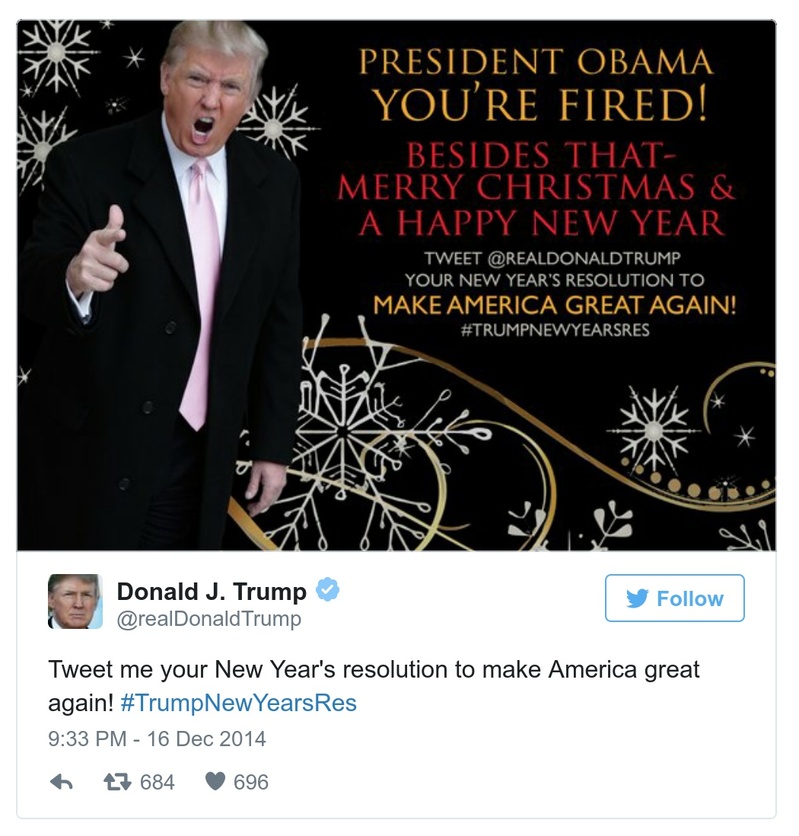 PRESIDENT OBAMA
YOU'RE FIRED!
BESIDES THAT-
MERRY CHRISTMAS &
A HAPPY NEW YEAR
TWEET @REALDONALDTRUMP
YOUR NEW YEAR'S RESOLUTION TO
MAKE AMERICA GREAT AGAIN!
#TRUMPNEWYEARSRES
Donald J. Trump
@realDonaldTrump
Follow
Tweet me your New Year's resolution to make America great
again! #TrumpNewYearsRes
9:33 PM - 16 Dec 2014
684 696